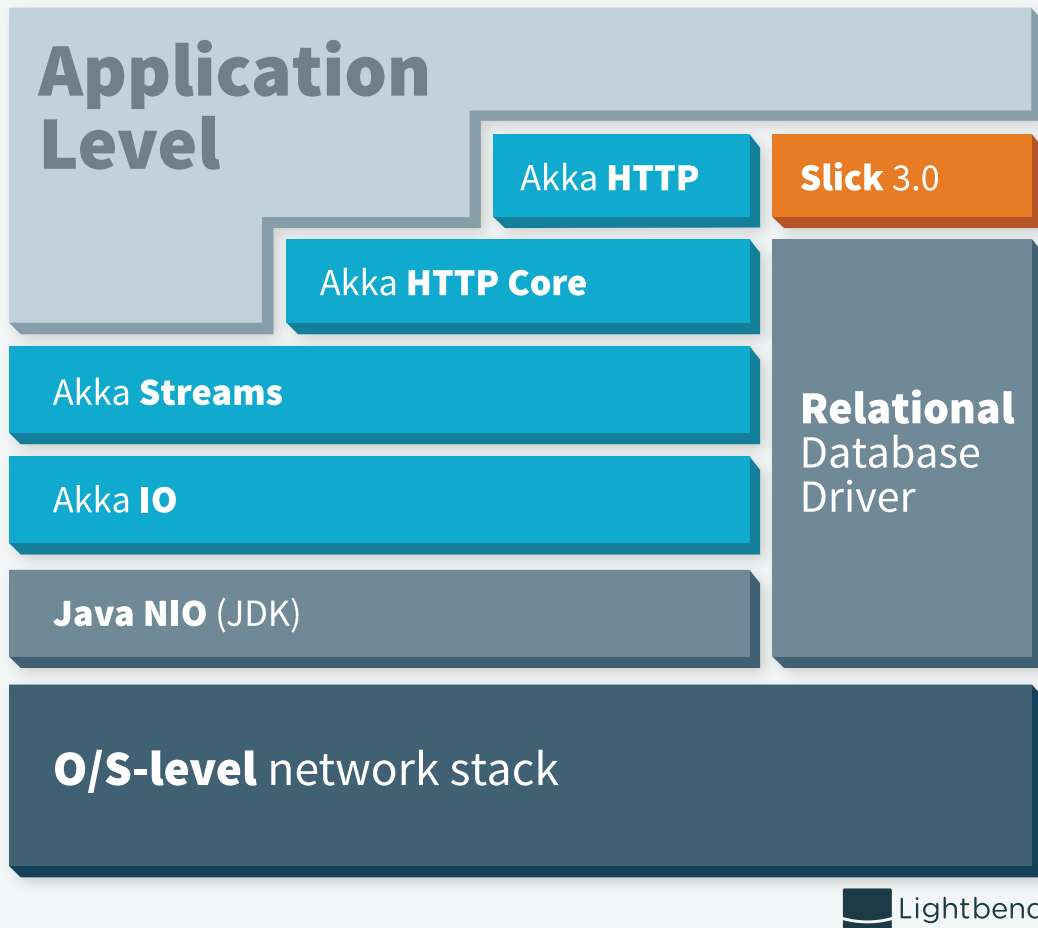 Application
Level
Akka HTTP
Slick 3.0
Akka HTTP Core
Akka Streams
Relational
Database
Driver
Akka IO
Java NIO (JDK)
O/S-level network stack
Lightbend